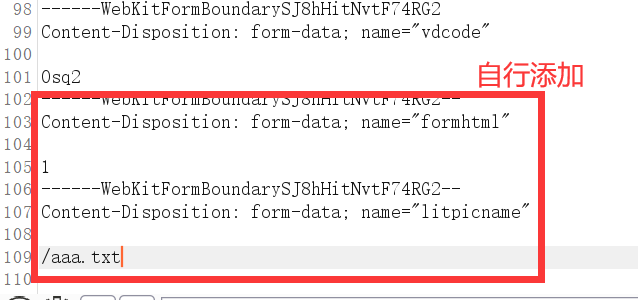 98 ------WebKitFormBoundarySJ8hHitNvtF74RG2
99 Content-Disposition: form-data; name="vdcode"
100
101 0sq2
自行添加
102 ------WebKitFormBoundarySJ8hHitNvtF74RG2--
103 Content-Disposition: form-data; name="formhtml"
104
105 1
106 ------WebKitFormBoundarySJ8hHitNvtF74RG2--
107 Content-Disposition: form-data; name="litpicname"
108
109 /aaa.txt
110